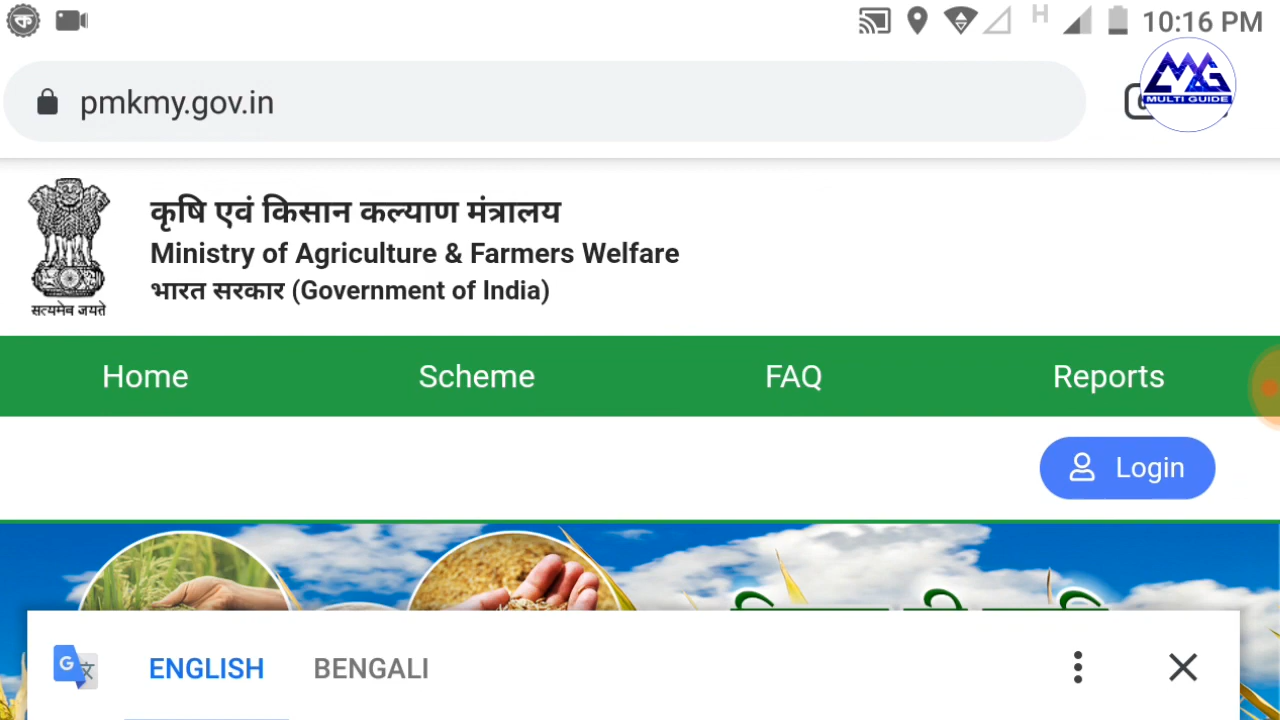 10:16 PM
H
pmkmy.gov.in
MULTI GUIDE
कृषि एवं किसान कल्याण मंत्रालय
Ministry of Agriculture & Farmers Welfare
भारत सरकार (Government of India)
सत्यमेव जयते
Home Scheme FAQ Reports
Login
ENGLISH BENGALI